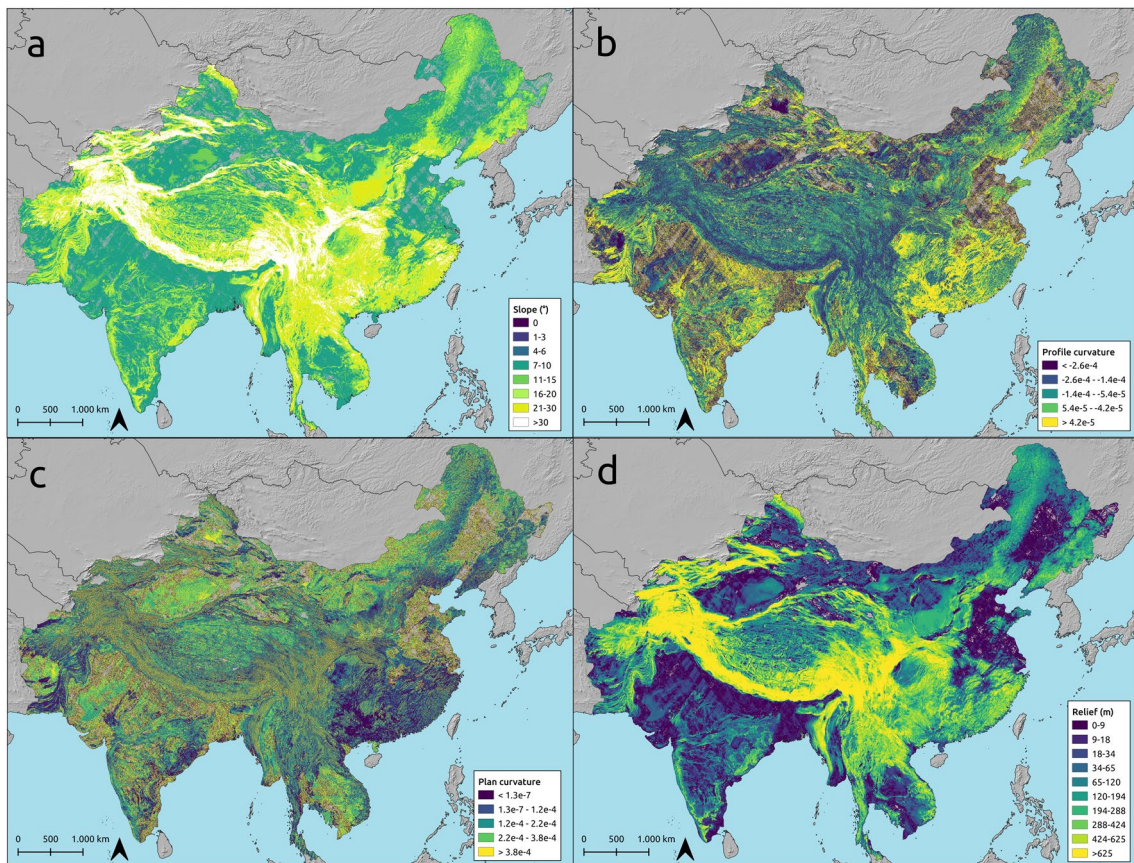 a
Slope (°)
0
1-3
4-6
7-10
11-15
16-20
21-30
>30
0 500 1.000 km
b
Profile curvature
< -2.6e-4
-2.6e-4 - -1.4e-4
-1.4e-4 - -5.4e-5
5.4e-5 - -4.2e-5
> 4.2e-5
0 500 1.000 km
c
Plan curvature
< 1.3e-7
1.3e-7 - 1.2e-4
1.2e-4 - 2.2e-4
2.2e-4 - 3.8e-4
> 3.8e-4
0 500 1.000 km
d
Relief (m)
0-9
9-18
18-34
34-65
65-120
120-194
194-288
288-424
424-625
>625
0 500 1.000 km